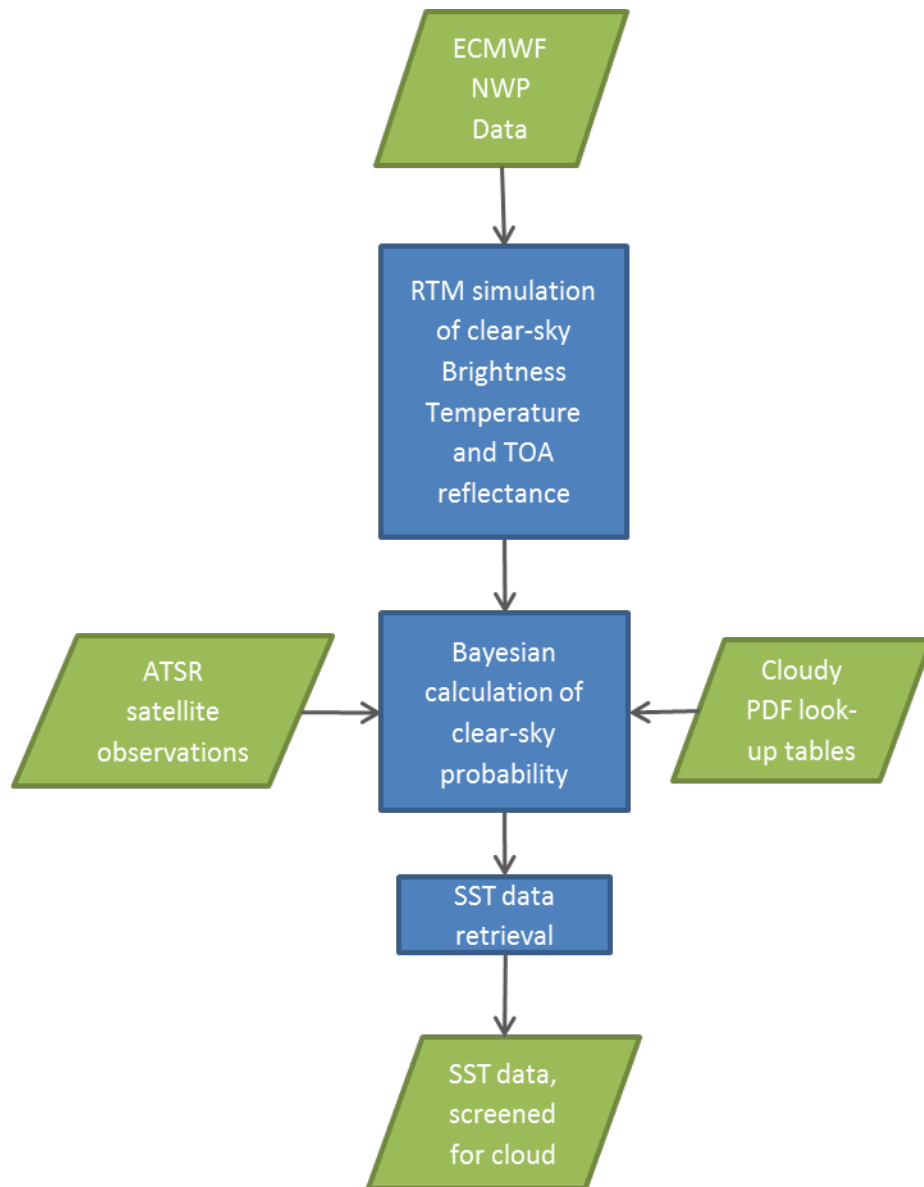 ECMWF
NWP
Data
RTM simulation
of clear-sky
Brightness
Temperature
and TOA
reflectance
ATSR
satellite
observations
Bayesian
calculation of
clear-sky
probability
Cloudy
PDF look-
up tables
SST data
retrieval
SST data,
screened
for cloud